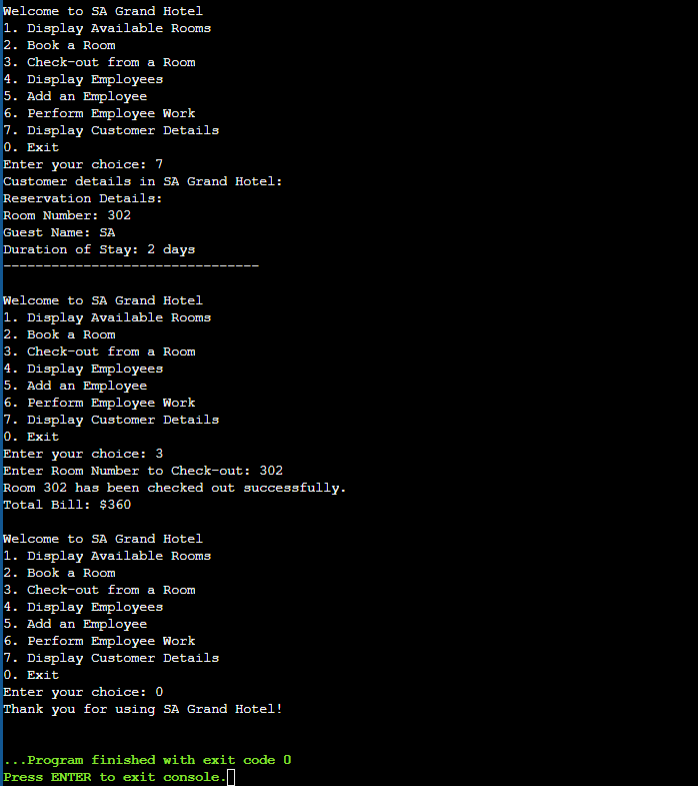 Welcome to SA Grand Hotel
1. Display Available Rooms
2. Book a Room
3. Check-out from a Room
4. Display Employees
5. Add an Employee
6. Perform Employee Work
7. Display Customer Details
0. Exit
Enter your choice: 7
Customer details in SA Grand Hotel:
Reservation Details:
Room Number: 302
Guest Name: SA
Duration of Stay: 2 days
--------------------------------
Welcome to SA Grand Hotel
1. Display Available Rooms
2. Book a Room
3. Check-out from a Room
4. Display Employees
5. Add an Employee
6. Perform Employee Work
7. Display Customer Details
0. Exit
Enter your choice: 3
Enter Room Number to Check-out: 302
Room 302 has been checked out successfully.
Total Bill: $360
Welcome to SA Grand Hotel
1. Display Available Rooms
2. Book a Room
3. Check-out from a Room
4. Display Employees
5. Add an Employee
6. Perform Employee Work
7. Display Customer Details
0. Exit
Enter your choice: 0
Thank you for using SA Grand Hotel!
...Program finished with exit code 0
Press ENTER to exit console.